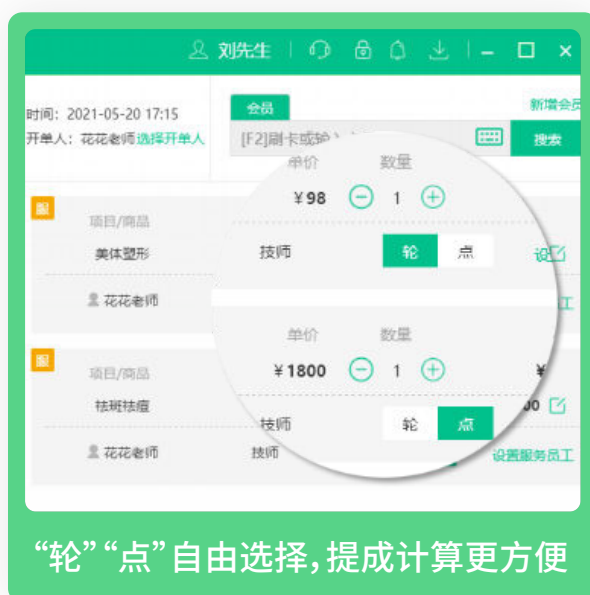 刘先生
时间：2021-05-20 17:15
会员
新增会员
开单人：花花老师 选择开单人
[F2]刷卡或输入
搜索
单价 数量
服
项目/商品
¥98 1
美体塑形
技师 轮 点
设
花花老师
工
单价 数量
服
项目/商品
¥1800 1
¥
祛斑祛痘
00
技师 轮 点
花花老师
技师
设置服务员工
“轮”“点”自由选择,提成计算更方便